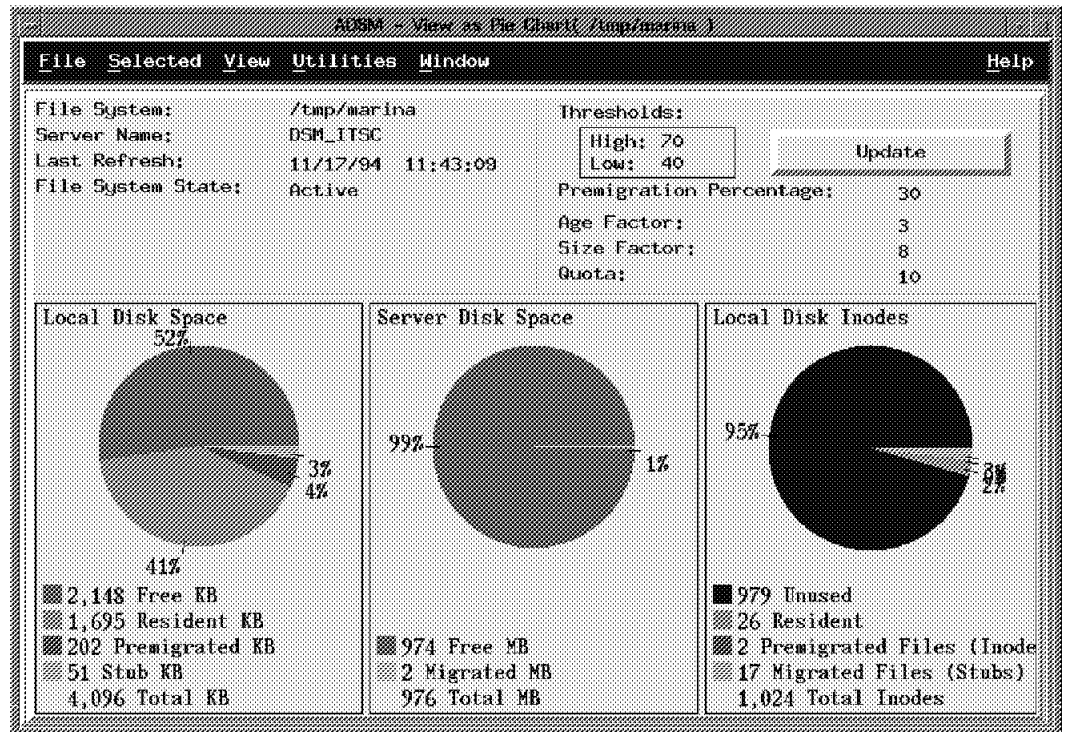 ADSM - View as Pie Chart( /tmp/marina )
File Selected View Utilities Window Help
File System: /tmp/marina
Server Name: DSM_ITSC
Last Refresh: 11/17/94 11:43:09
File System State: Active
Thresholds:
High: 70
Low: 40
Update
Premigration Percentage: 30
Age Factor: 3
Size Factor: 8
Quota: 10
Local Disk Space
52%
3%
4%
41%
2,148 Free KB
1,695 Resident KB
202 Premigrated KB
51 Stub KB
4,096 Total KB
Server Disk Space
99%
1%
974 Free MB
2 Migrated MB
976 Total MB
Local Disk Inodes
95%
3%
2%
979 Unused
26 Resident
2 Premigrated Files (Inode
17 Migrated Files (Stubs)
1,024 Total Inodes